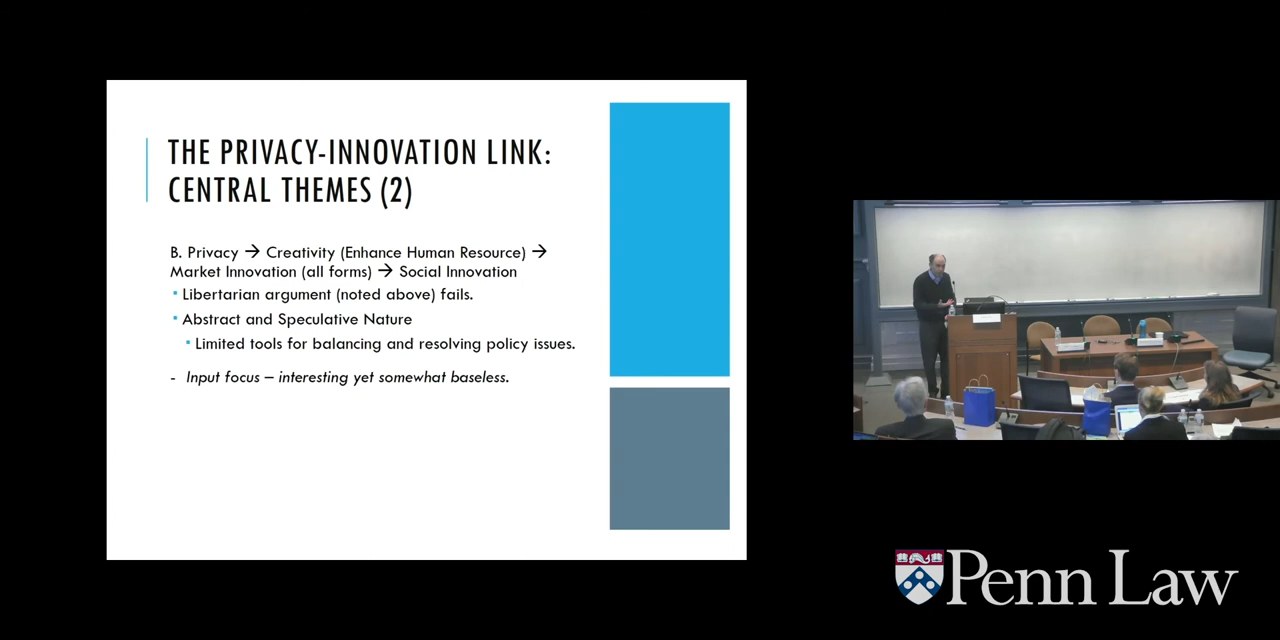 THE PRIVACY-INNOVATION LINK:
CENTRAL THEMES (2)
B. Privacy → Creativity (Enhance Human Resource) →
Market Innovation (all forms) → Social Innovation
▪ Libertarian argument (noted above) fails.
▪ Abstract and Speculative Nature
▪ Limited tools for balancing and resolving policy issues.
- Input focus – interesting yet somewhat baseless.
Penn Law